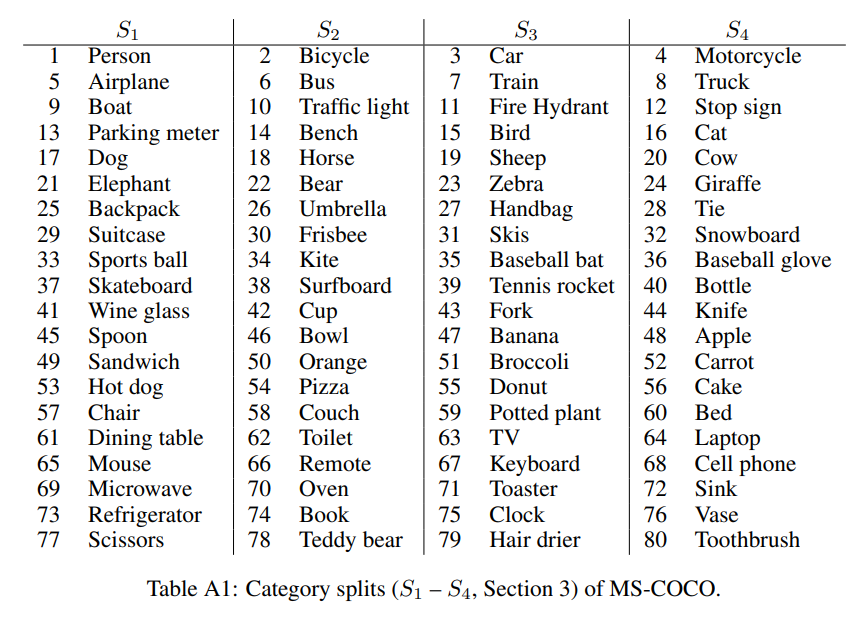 S1 S2 S3 S4
1 Person 2 Bicycle 3 Car 4 Motorcycle
5 Airplane 6 Bus 7 Train 8 Truck
9 Boat 10 Traffic light 11 Fire Hydrant 12 Stop sign
13 Parking meter 14 Bench 15 Bird 16 Cat
17 Dog 18 Horse 19 Sheep 20 Cow
21 Elephant 22 Bear 23 Zebra 24 Giraffe
25 Backpack 26 Umbrella 27 Handbag 28 Tie
29 Suitcase 30 Frisbee 31 Skis 32 Snowboard
33 Sports ball 34 Kite 35 Baseball bat 36 Baseball glove
37 Skateboard 38 Surfboard 39 Tennis rocket 40 Bottle
41 Wine glass 42 Cup 43 Fork 44 Knife
45 Spoon 46 Bowl 47 Banana 48 Apple
49 Sandwich 50 Orange 51 Broccoli 52 Carrot
53 Hot dog 54 Pizza 55 Donut 56 Cake
57 Chair 58 Couch 59 Potted plant 60 Bed
61 Dining table 62 Toilet 63 TV 64 Laptop
65 Mouse 66 Remote 67 Keyboard 68 Cell phone
69 Microwave 70 Oven 71 Toaster 72 Sink
73 Refrigerator 74 Book 75 Clock 76 Vase
77 Scissors 78 Teddy bear 79 Hair drier 80 Toothbrush
Table A1: Category splits (S1 – S4, Section 3) of MS-COCO.